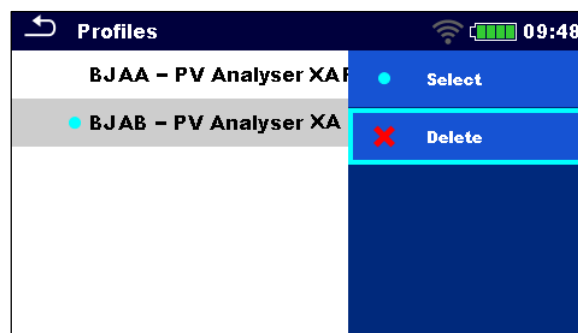 Profiles 09:48
BJAA – PV Analyser XA
Select
BJAB – PV Analyser XA
Delete